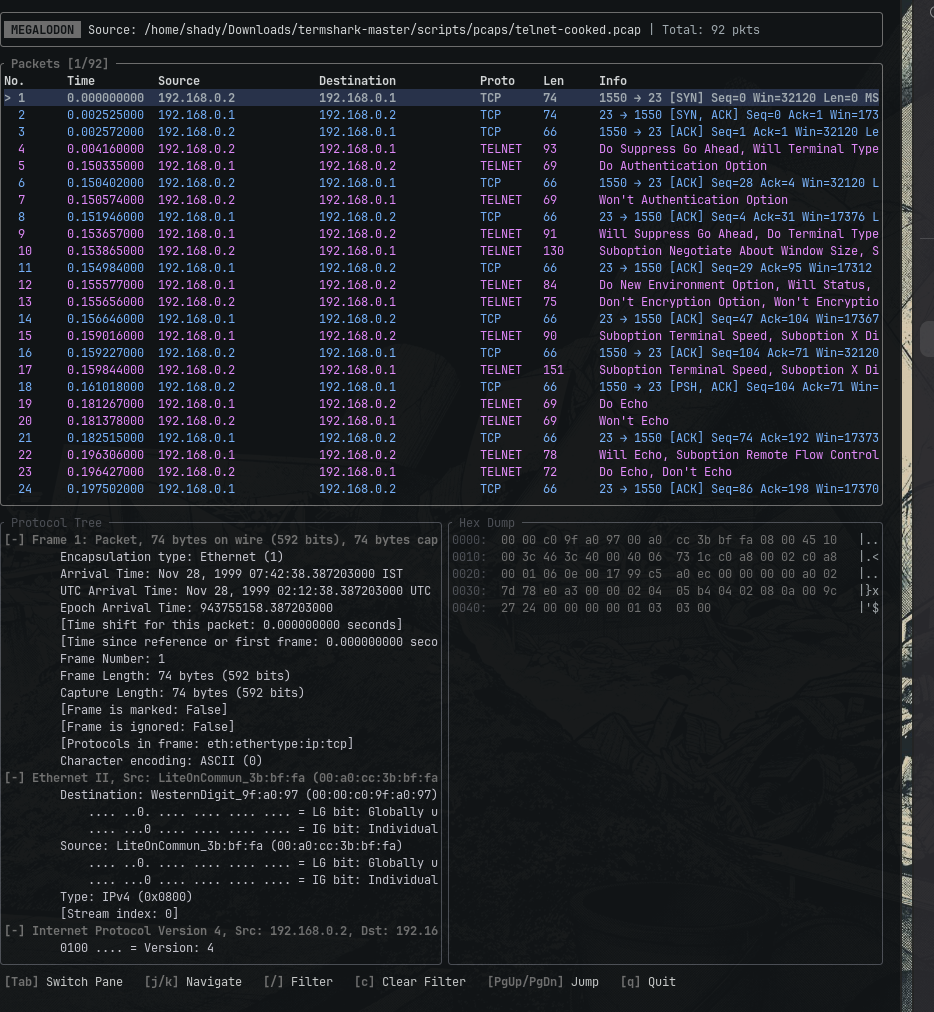 MEGALODON Source: /home/shady/Downloads/termshark-master/scripts/pcaps/telnet-cooked.pcap | Total: 92 pkts
Packets [1/92]
No. Time Source Destination Proto Len Info
> 1 0.000000000 192.168.0.2 192.168.0.1 TCP 74 1550 → 23 [SYN] Seq=0 Win=32120 Len=0 MS
2 0.002525000 192.168.0.1 192.168.0.2 TCP 74 23 → 1550 [SYN, ACK] Seq=0 Ack=1 Win=173
3 0.002572000 192.168.0.2 192.168.0.1 TCP 66 1550 → 23 [ACK] Seq=1 Ack=1 Win=32120 Le
4 0.004160000 192.168.0.2 192.168.0.1 TELNET 93 Do Suppress Go Ahead, Will Terminal Type
5 0.150335000 192.168.0.1 192.168.0.2 TELNET 69 Do Authentication Option
6 0.150402000 192.168.0.2 192.168.0.1 TCP 66 1550 → 23 [ACK] Seq=28 Ack=4 Win=32120 L
7 0.150574000 192.168.0.2 192.168.0.1 TELNET 69 Won't Authentication Option
8 0.151946000 192.168.0.1 192.168.0.2 TCP 66 23 → 1550 [ACK] Seq=4 Ack=31 Win=17376 L
9 0.153657000 192.168.0.1 192.168.0.2 TELNET 91 Will Suppress Go Ahead, Do Terminal Type
10 0.153865000 192.168.0.2 192.168.0.1 TELNET 130 Suboption Negotiate About Window Size, S
11 0.154984000 192.168.0.1 192.168.0.2 TCP 66 23 → 1550 [ACK] Seq=29 Ack=95 Win=17312
12 0.155577000 192.168.0.1 192.168.0.2 TELNET 84 Do New Environment Option, Will Status,
13 0.155656000 192.168.0.2 192.168.0.1 TELNET 75 Don't Encryption Option, Won't Encryptio
14 0.156646000 192.168.0.1 192.168.0.2 TCP 66 23 → 1550 [ACK] Seq=47 Ack=104 Win=17367
15 0.159016000 192.168.0.1 192.168.0.2 TELNET 90 Suboption Terminal Speed, Suboption X Di
16 0.159227000 192.168.0.2 192.168.0.1 TCP 66 1550 → 23 [ACK] Seq=104 Ack=71 Win=32120
17 0.159844000 192.168.0.2 192.168.0.1 TELNET 151 Suboption Terminal Speed, Suboption X Di
18 0.161018000 192.168.0.2 192.168.0.1 TCP 66 1550 → 23 [PSH, ACK] Seq=104 Ack=71 Win=
19 0.181267000 192.168.0.1 192.168.0.2 TELNET 69 Do Echo
20 0.181378000 192.168.0.2 192.168.0.1 TELNET 69 Won't Echo
21 0.182515000 192.168.0.1 192.168.0.2 TCP 66 23 → 1550 [ACK] Seq=74 Ack=192 Win=17373
22 0.196306000 192.168.0.1 192.168.0.2 TELNET 78 Will Echo, Suboption Remote Flow Control
23 0.196427000 192.168.0.2 192.168.0.1 TELNET 72 Do Echo, Don't Echo
24 0.197502000 192.168.0.1 192.168.0.2 TCP 66 23 → 1550 [ACK] Seq=86 Ack=198 Win=17370
Protocol Tree
[-] Frame 1: Packet, 74 bytes on wire (592 bits), 74 bytes cap
Encapsulation type: Ethernet (1)
Arrival Time: Nov 28, 1999 07:42:38.387203000 IST
UTC Arrival Time: Nov 28, 1999 02:12:38.387203000 UTC
Epoch Arrival Time: 943755158.387203000
[Time shift for this packet: 0.000000000 seconds]
[Time since reference or first frame: 0.000000000 seco
Frame Number: 1
Frame Length: 74 bytes (592 bits)
Capture Length: 74 bytes (592 bits)
[Frame is marked: False]
[Frame is ignored: False]
[Protocols in frame: eth:ethertype:ip:tcp]
Character encoding: ASCII (0)
[-] Ethernet II, Src: LiteOnCommun_3b:bf:fa (00:a0:cc:3b:bf:fa
Destination: WesternDigit_9f:a0:97 (00:00:c0:9f:a0:97)
.... ..0. .... .... .... .... = LG bit: Globally u
.... ...0 .... .... .... .... = IG bit: Individual
Source: LiteOnCommun_3b:bf:fa (00:a0:cc:3b:bf:fa)
.... ..0. .... .... .... .... = LG bit: Globally u
.... ...0 .... .... .... .... = IG bit: Individual
Type: IPv4 (0x0800)
[Stream index: 0]
[-] Internet Protocol Version 4, Src: 192.168.0.2, Dst: 192.16
0100 .... = Version: 4
Hex Dump
0000: 00 00 c0 9f a0 97 00 a0 cc 3b bf fa 08 00 45 10 |..
0010: 00 3c 46 3c 40 00 40 06 73 1c c0 a8 00 02 c0 a8 |.<
0020: 00 01 06 0e 00 17 99 c5 a0 ec 00 00 00 00 a0 02 |..
0030: 7d 78 e0 a3 00 00 02 04 05 b4 04 02 08 0a 00 9c |}x
0040: 27 24 00 00 00 00 01 03 03 00 |'$
[Tab] Switch Pane [j/k] Navigate [/] Filter [c] Clear Filter [PgUp/PgDn] Jump [q] Quit